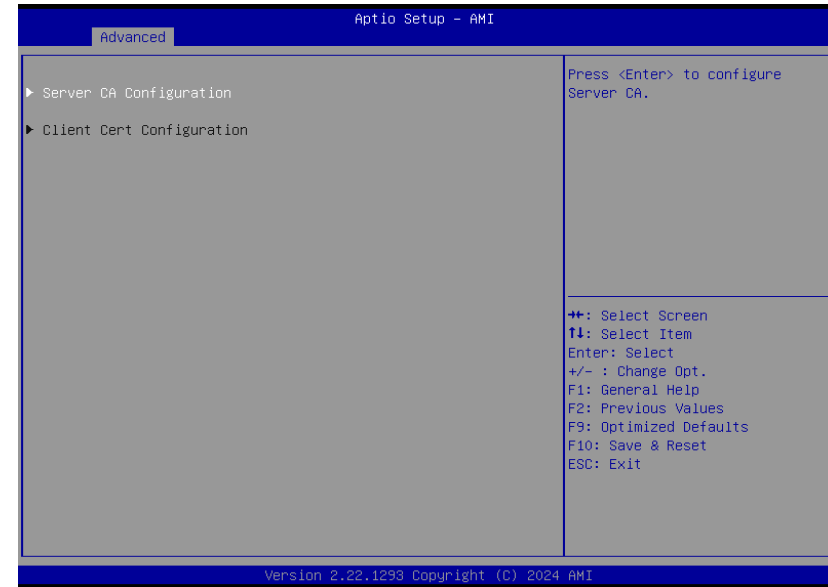 Aptio Setup – AMI
Advanced
▶ Server CA Configuration
▶ Client Cert Configuration
Press <Enter> to configure
Server CA.
→←: Select Screen
↑↓: Select Item
Enter: Select
+/- : Change Opt.
F1: General Help
F2: Previous Values
F9: Optimized Defaults
F10: Save & Reset
ESC: Exit
Version 2.22.1293 Copyright (C) 2024 AMI